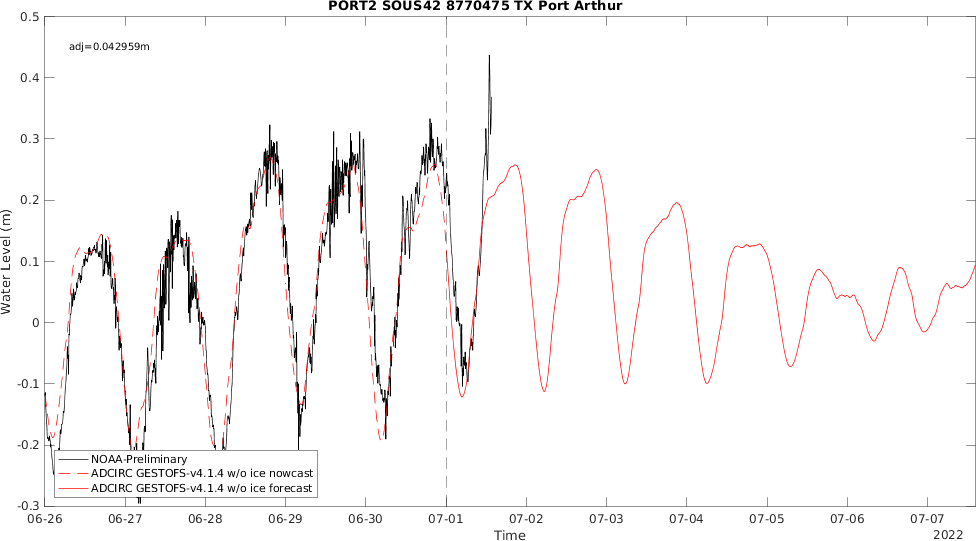 PORT2 SOUS42 8770475 TX Port Arthur
adj=0.042959m
0.5
0.4
0.3
0.2
0.1
0
-0.1
-0.2
-0.3
Water Level (m)
NOAA-Preliminary
ADCIRC GESTOFS-v4.1.4 w/o ice nowcast
ADCIRC GESTOFS-v4.1.4 w/o ice forecast
06-26 06-27 06-28 06-29 06-30 07-01 07-02 07-03 07-04 07-05 07-06 07-07
Time
2022